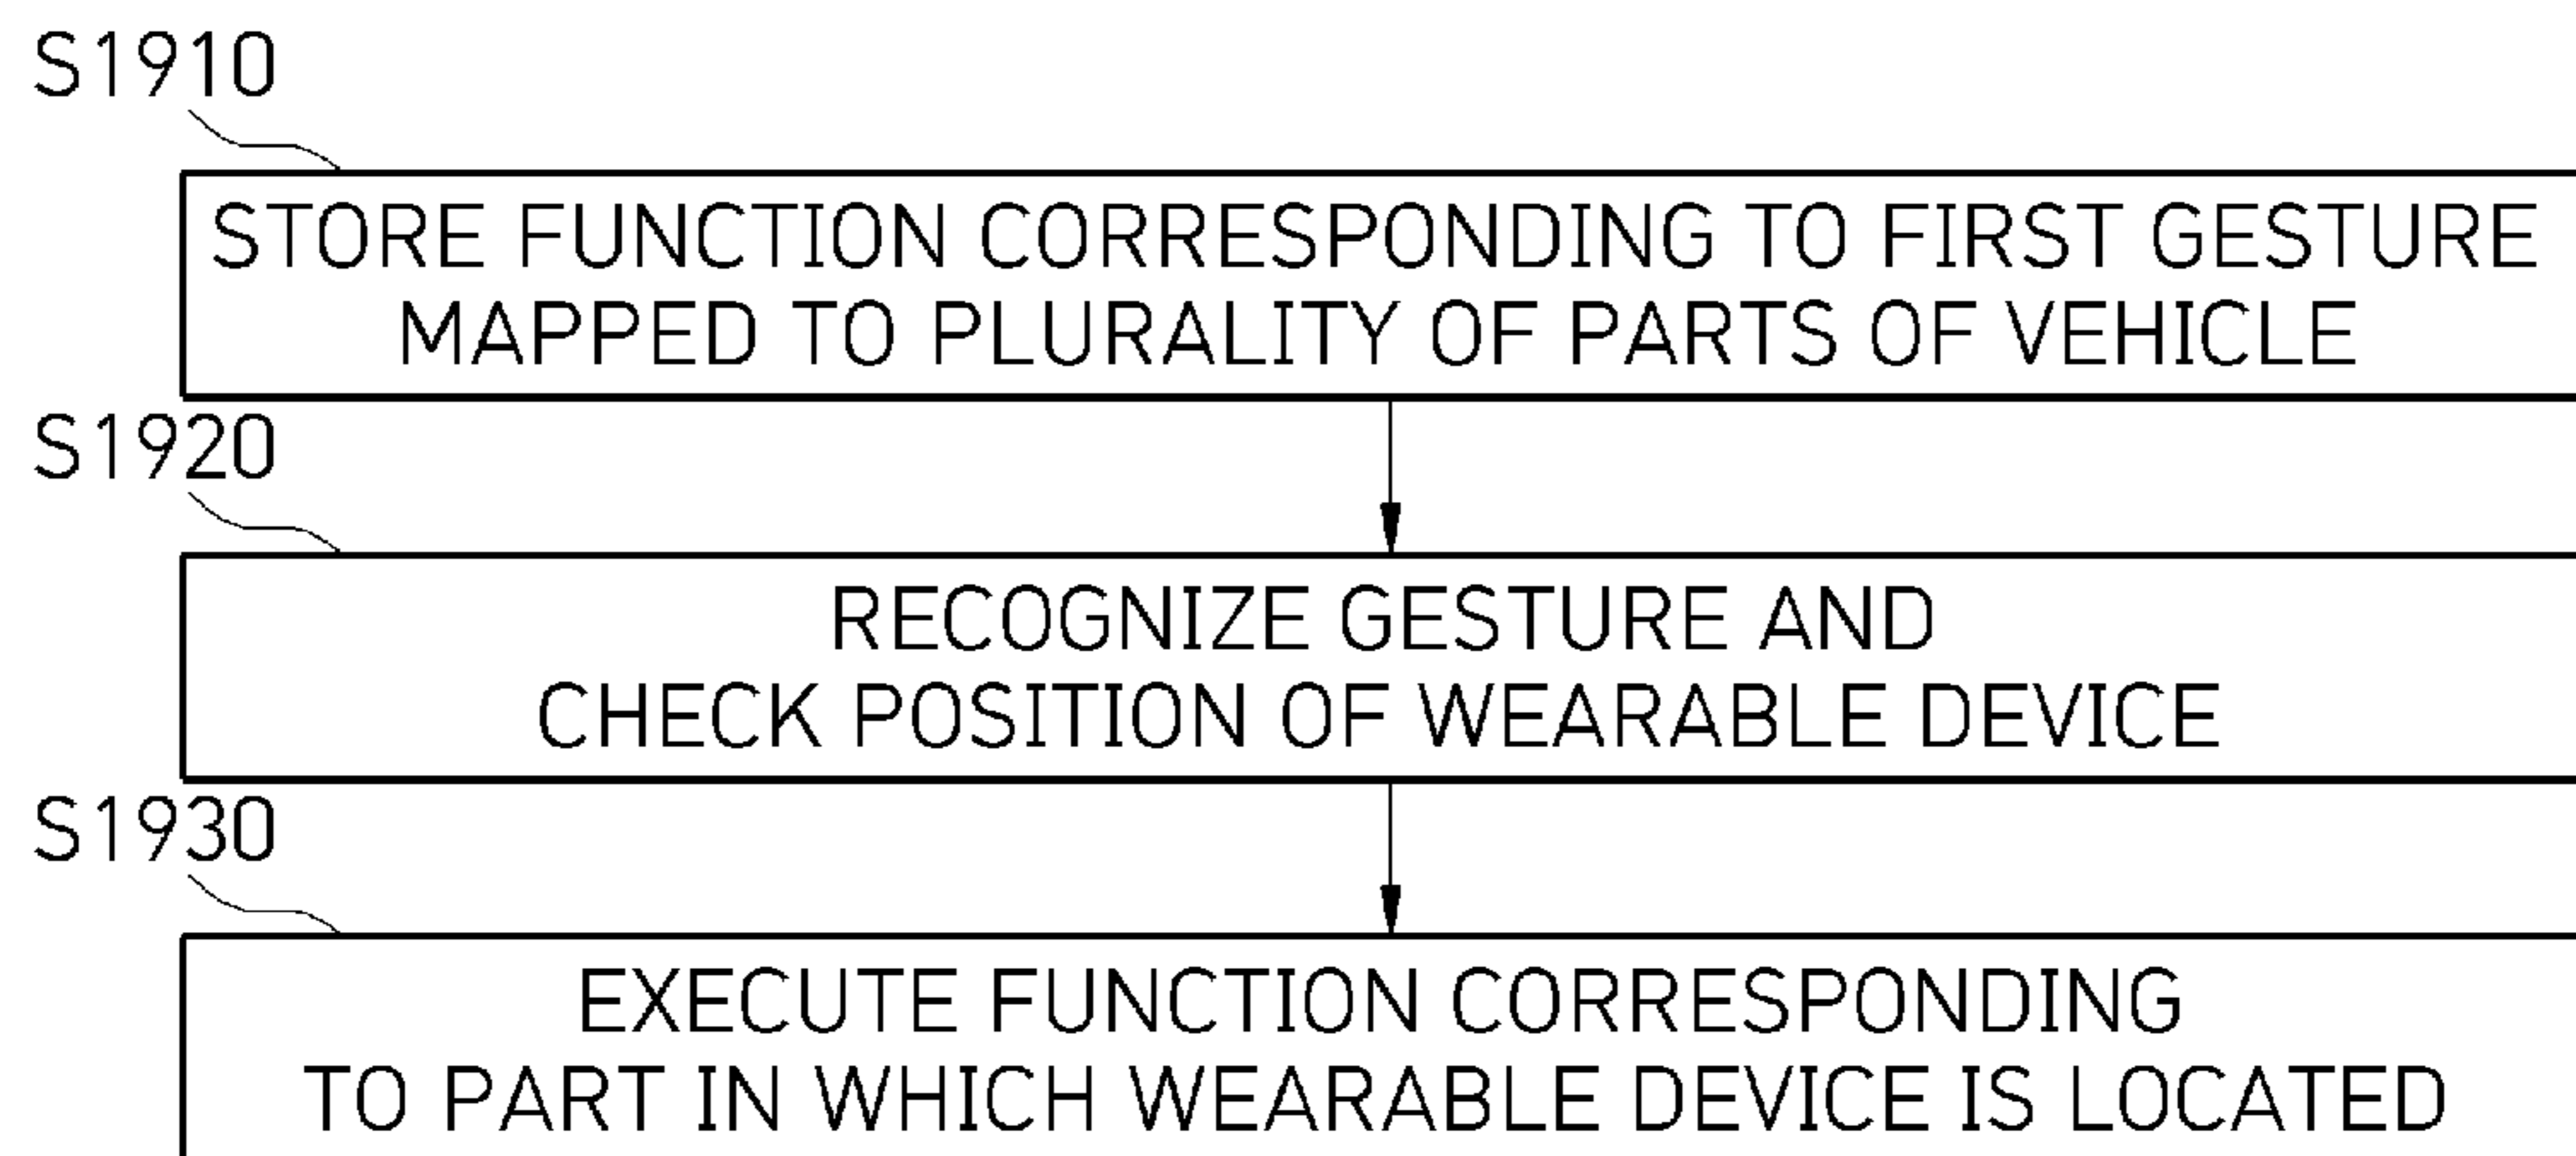 S1910
STORE FUNCTION CORRESPONDING TO FIRST GESTURE
MAPPED TO PLURALITY OF PARTS OF VEHICLE
S1920
RECOGNIZE GESTURE AND
CHECK POSITION OF WEARABLE DEVICE
S1930
EXECUTE FUNCTION CORRESPONDING
TO PART IN WHICH WEARABLE DEVICE IS LOCATED